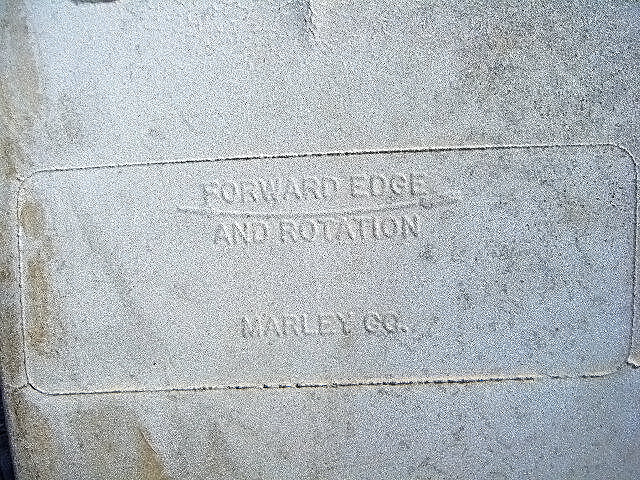 FORWARD EDGE
AND ROTATION
MARLEY CO.